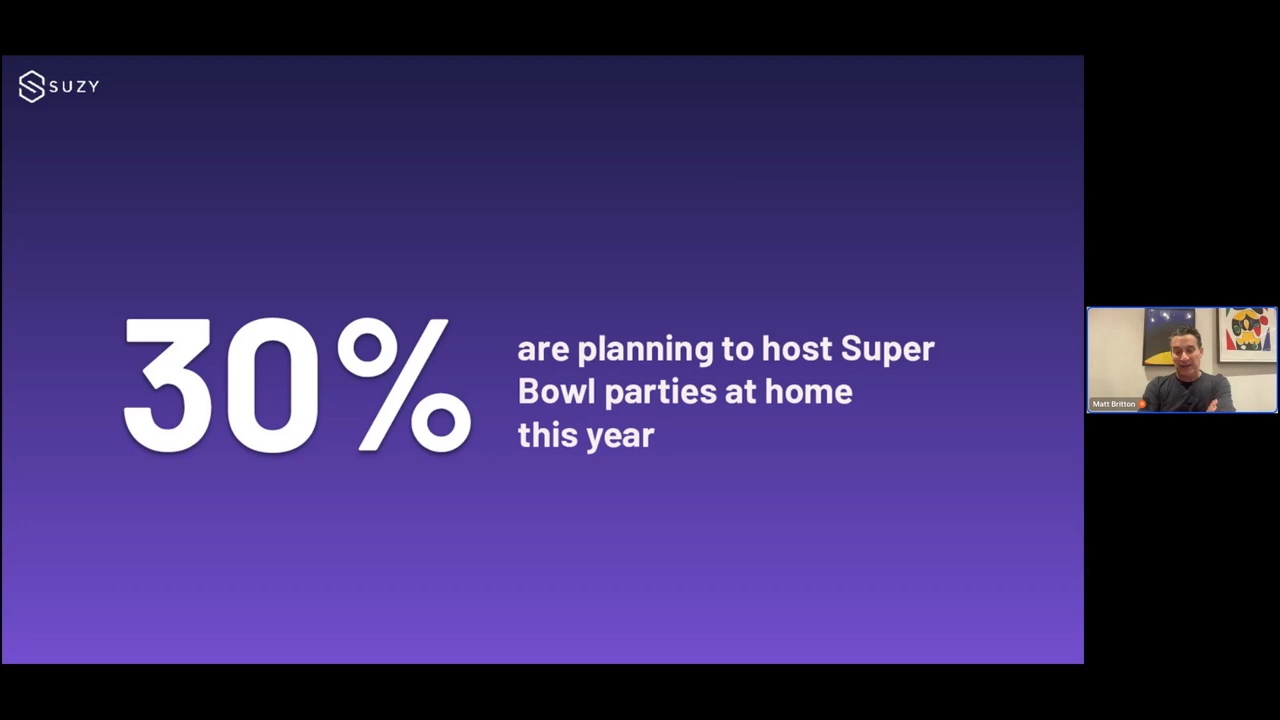 SUZY
30%
are planning to host Super
Bowl parties at home
this year
Matt Britton